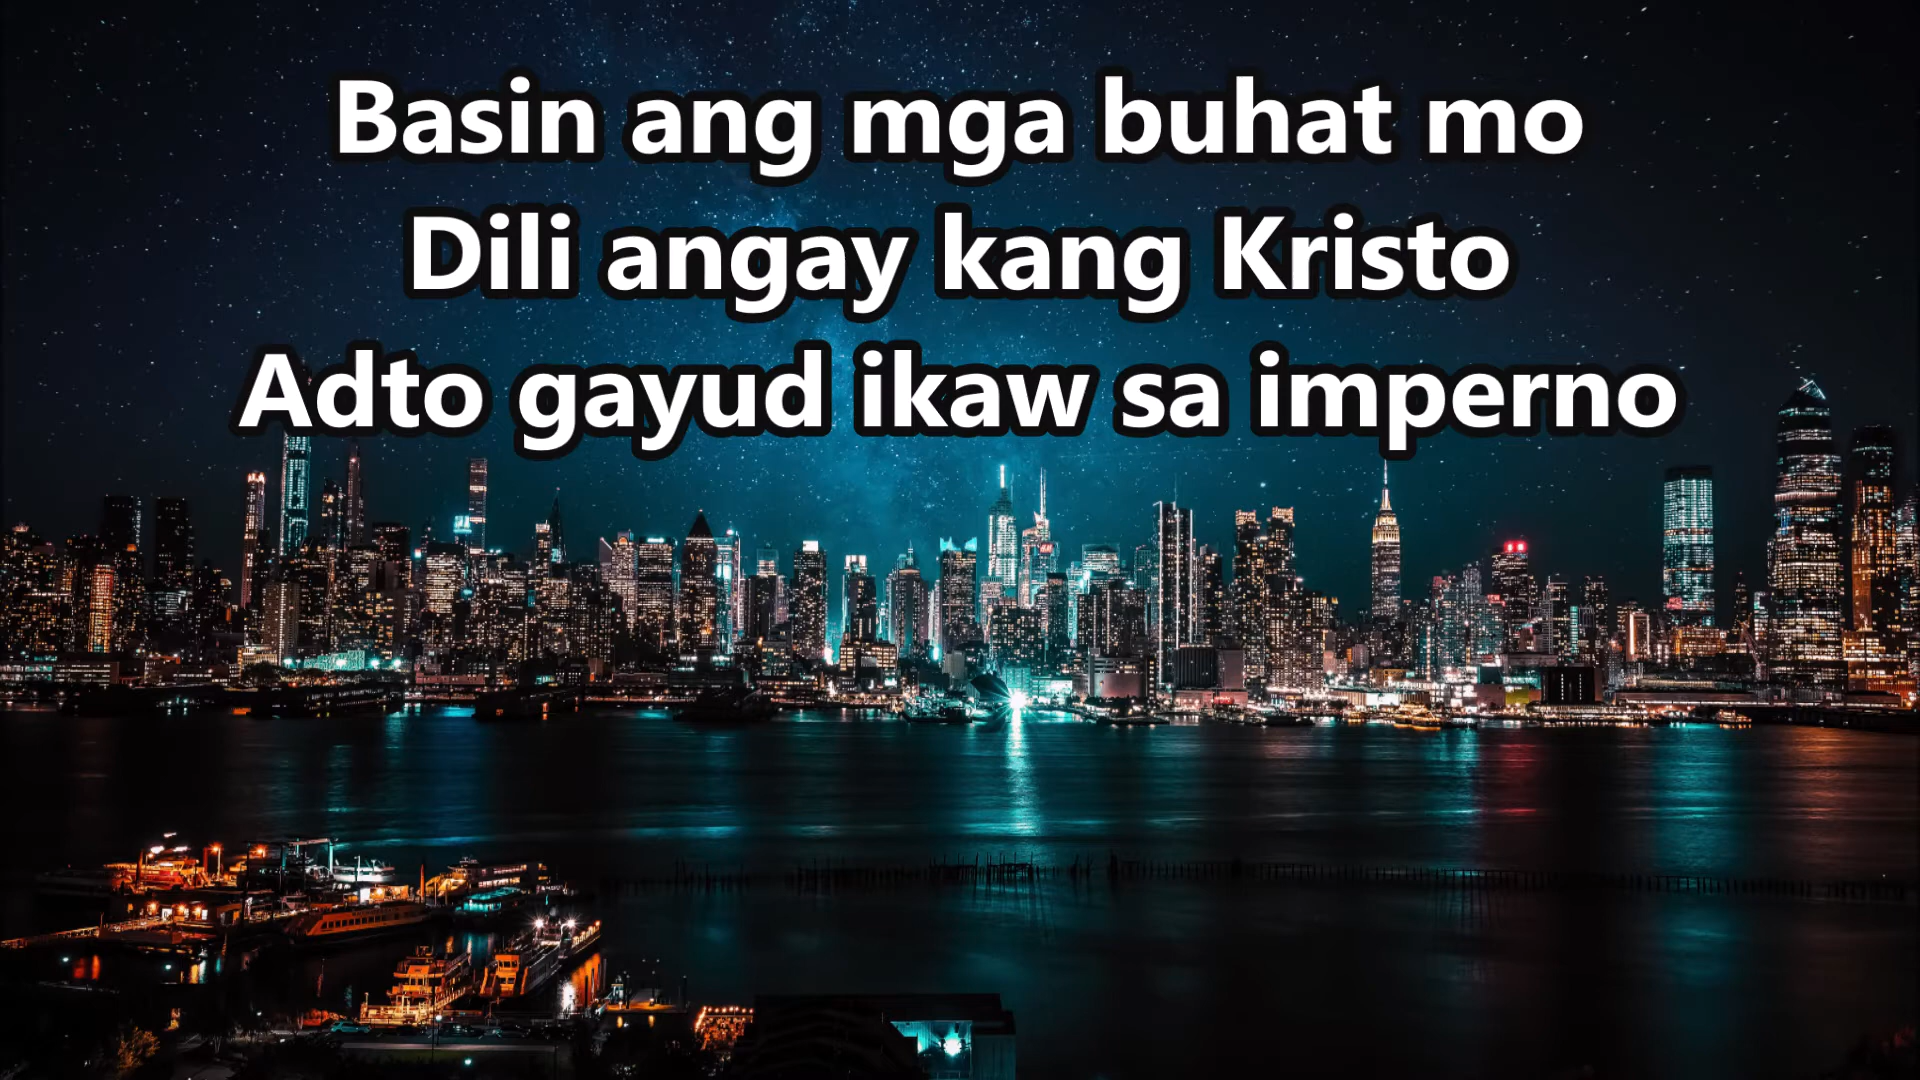 Basin ang mga buhat mo
Dili angay kang Kristo
Adto gayud ikaw sa imperno